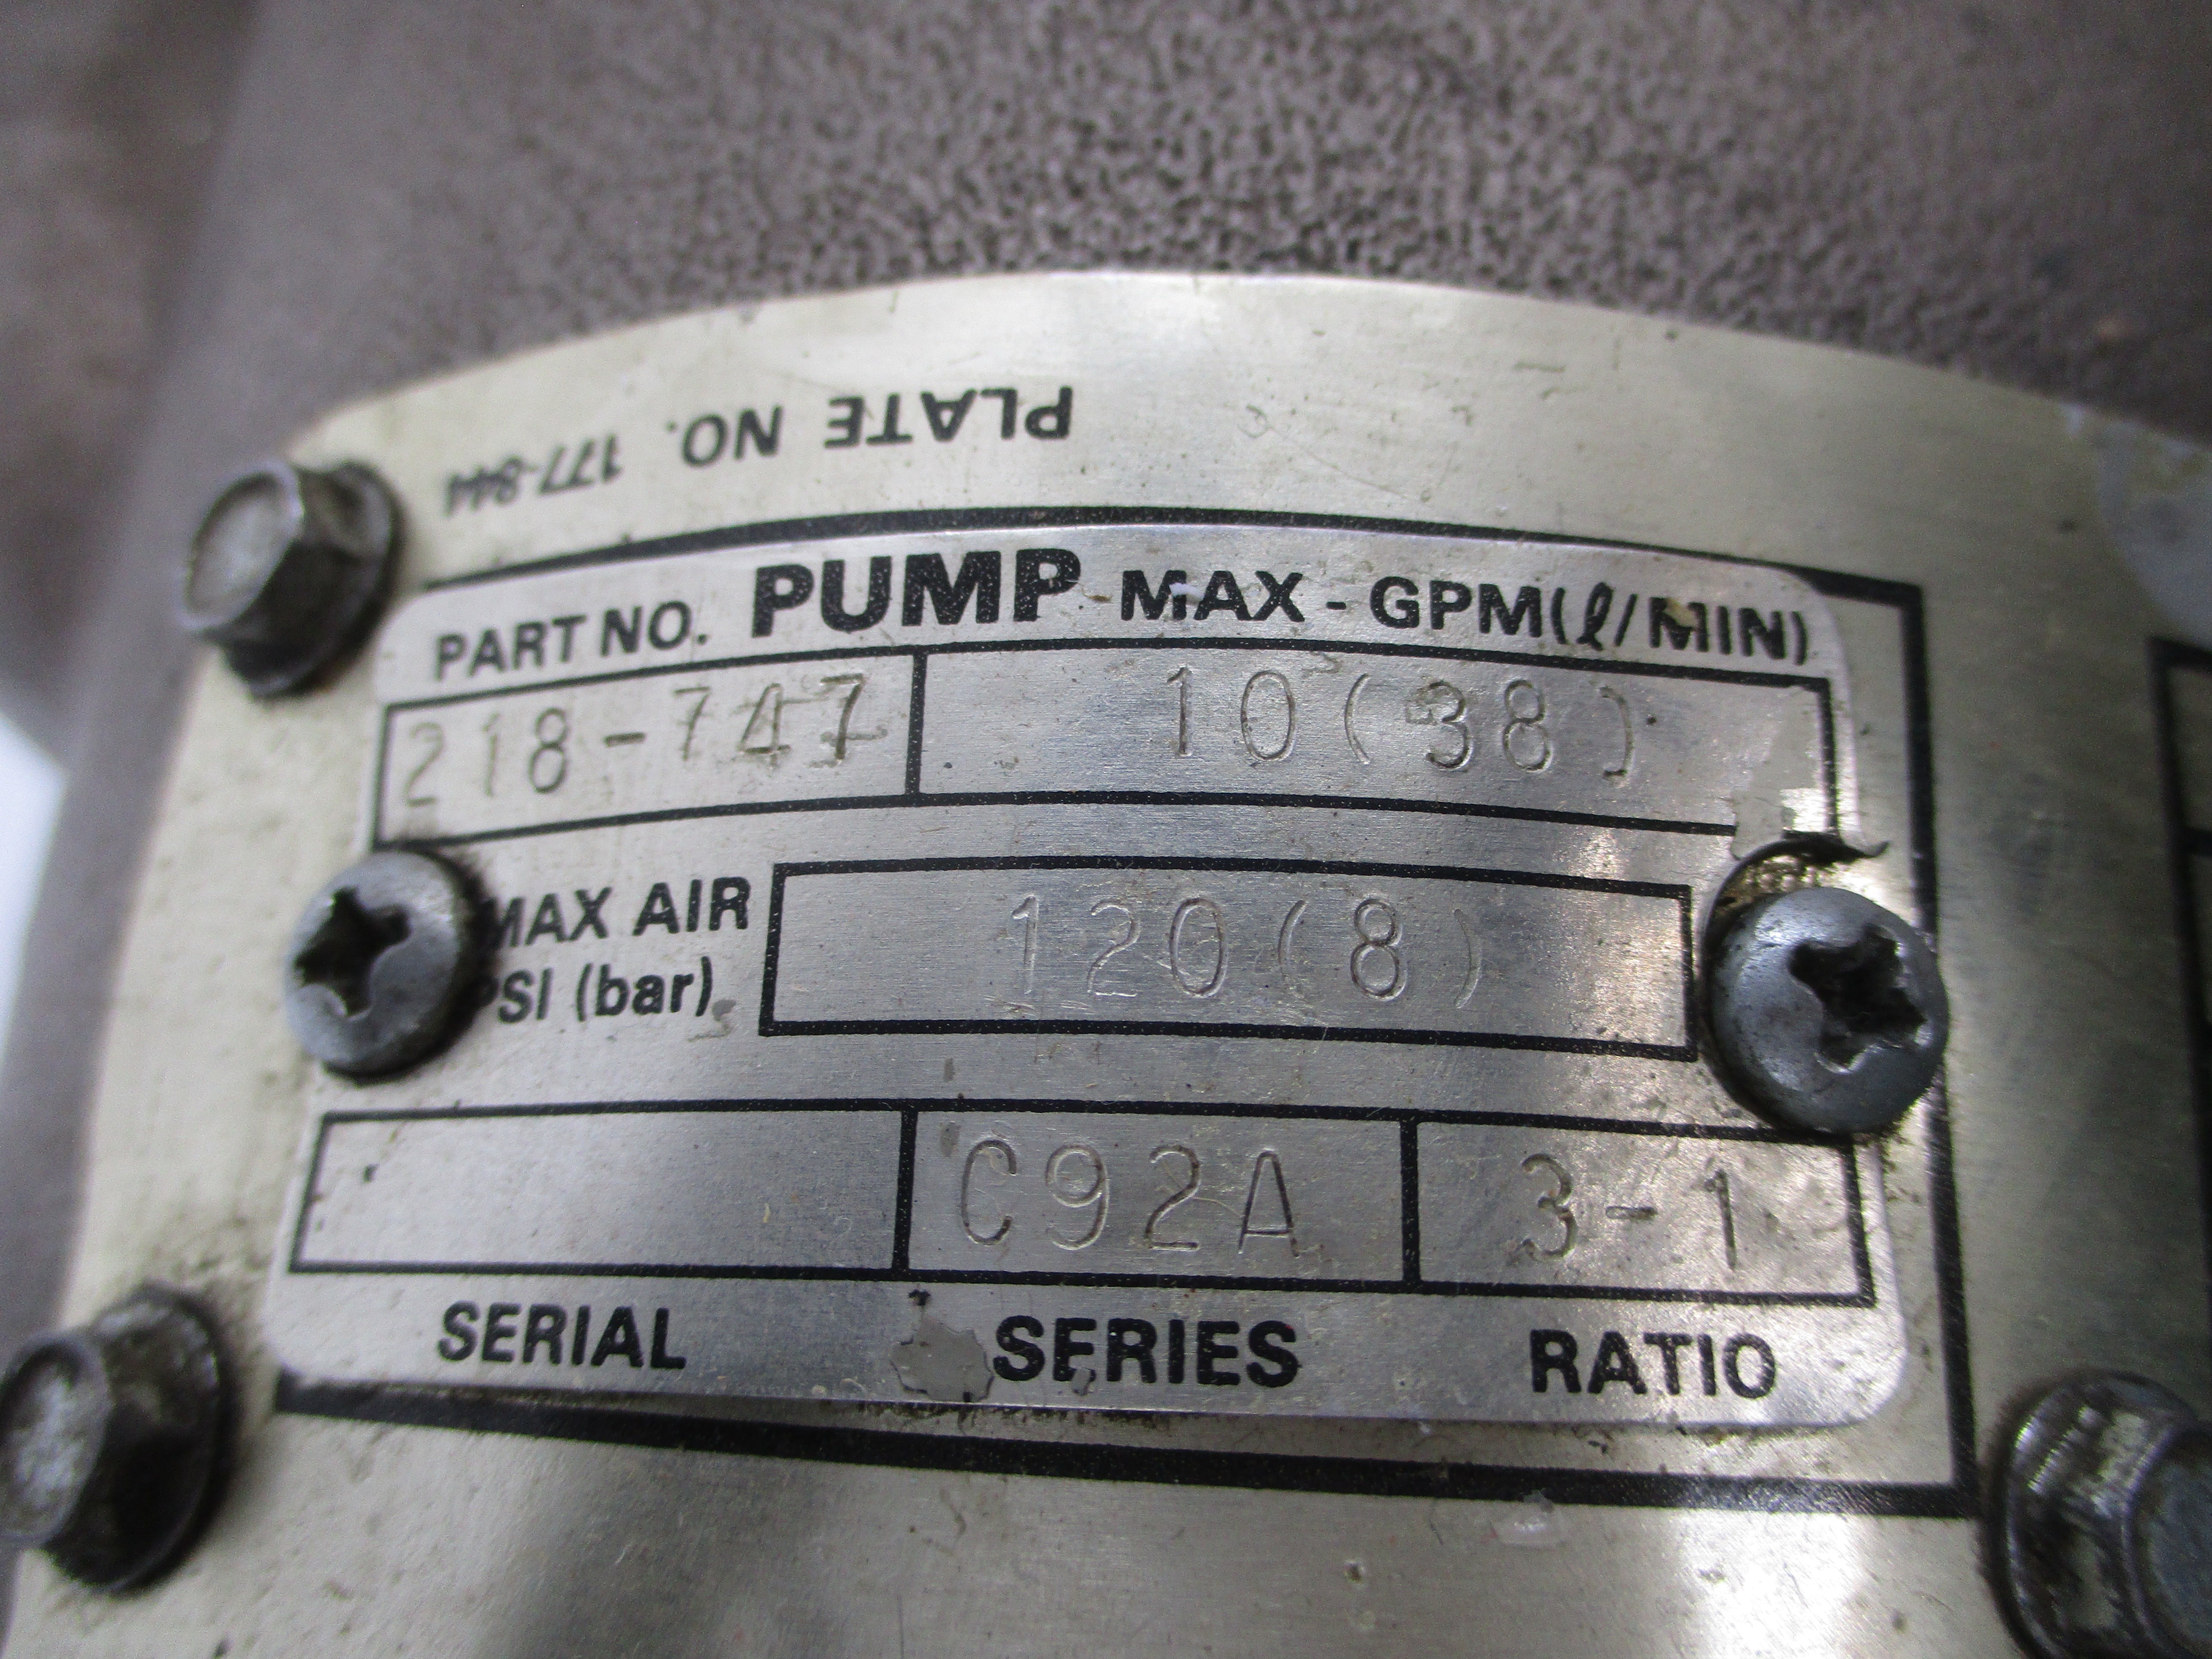 PLATE NO. 177-844
PART NO. PUMP MAX - GPM(ℓ/MIN)
218-747 10(38)
MAX AIR
PSI (bar)
120(8)
C92A 3-1
SERIAL SERIES RATIO